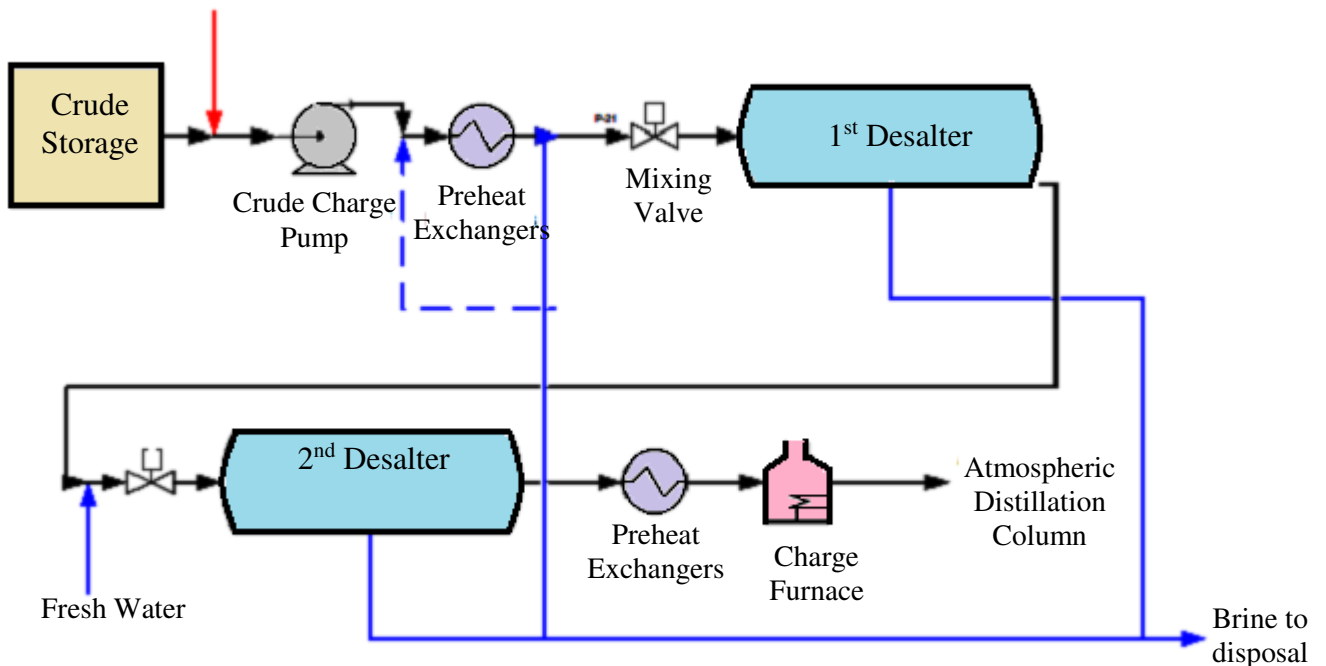 Crude
Storage
P-21
1st Desalter
Mixing
Valve
Preheat
Exchangers
Crude Charge
Pump
2nd Desalter
Atmospheric
Distillation
Column
Preheat
Exchangers
Charge
Furnace
Fresh Water
Brine to
disposal